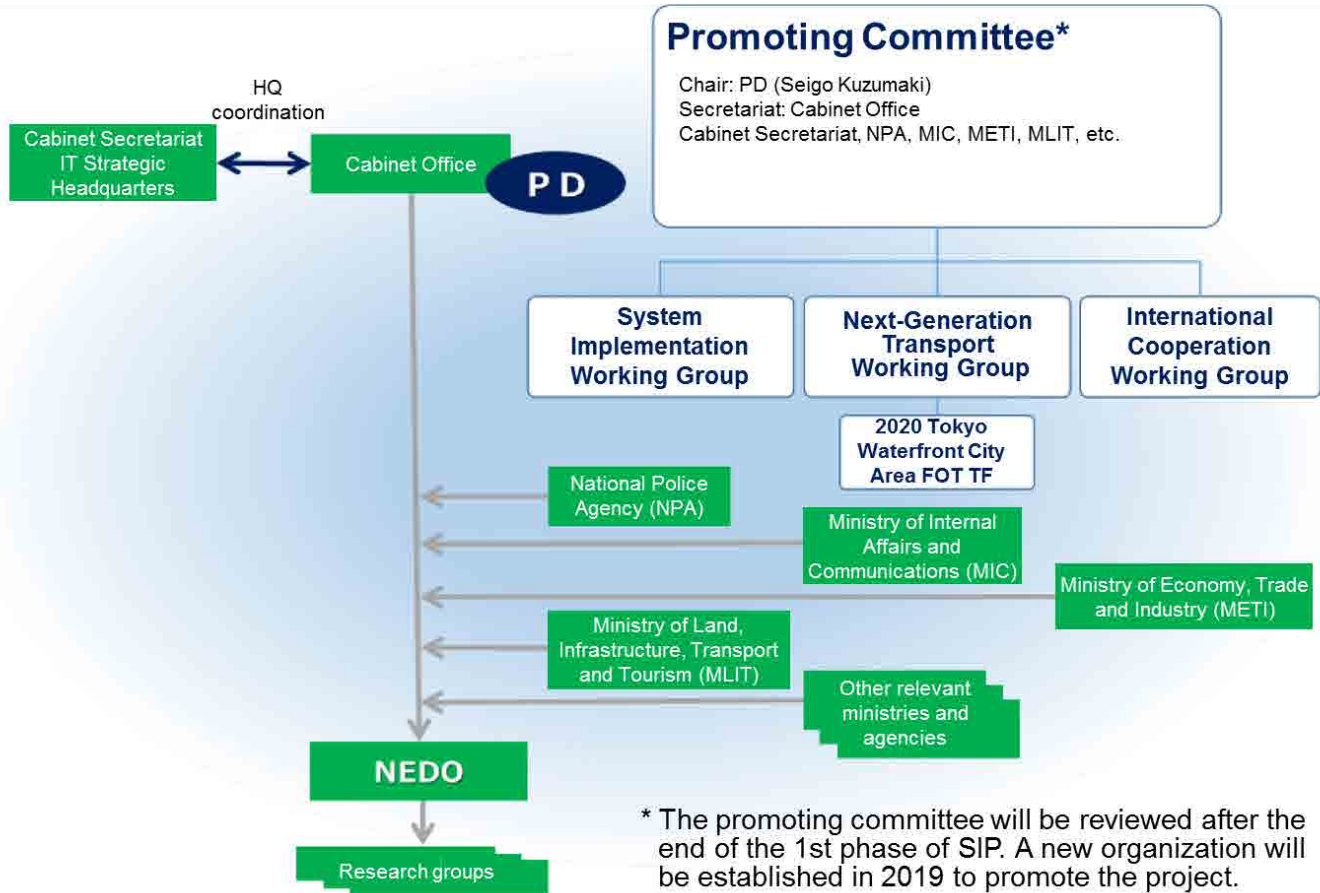 Promoting Committee*
Chair: PD (Seigo Kuzumaki)
Secretariat: Cabinet Office
Cabinet Secretariat, NPA, MIC, METI, MLIT, etc.
HQ
coordination
Cabinet Secretariat
IT Strategic
Headquarters
Cabinet Office
P D
System
Implementation
Working Group
Next-Generation
Transport
Working Group
International
Cooperation
Working Group
2020 Tokyo
Waterfront City
Area FOT TF
National Police
Agency (NPA)
Ministry of Internal
Affairs and
Communications (MIC)
Ministry of Economy, Trade
and Industry (METI)
Ministry of Land,
Infrastructure, Transport
and Tourism (MLIT)
Other relevant
ministries and
agencies
NEDO
Research groups
* The promoting committee will be reviewed after the
end of the 1st phase of SIP. A new organization will
be established in 2019 to promote the project.